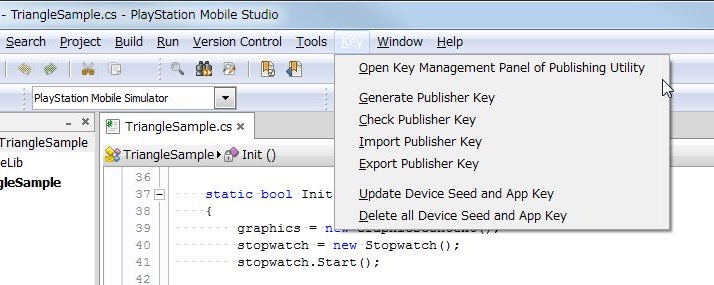 - TriangleSample.cs - PlayStation Mobile Studio
Search Project Build Run Version Control Tools Key Window Help
Open Key Management Panel of Publishing Utility
Generate Publisher Key
Check Publisher Key
Import Publisher Key
Export Publisher Key
Update Device Seed and App Key
Delete all Device Seed and App Key
PlayStation Mobile Simulator
TriangleSample
eLib
gleSample
TriangleSample.cs ×
TriangleSample Init ()
36
37 static bool Init
38 {
39 graphics = new
40 stopwatch = new Stopwatch();
41 stopwatch.Start();
42